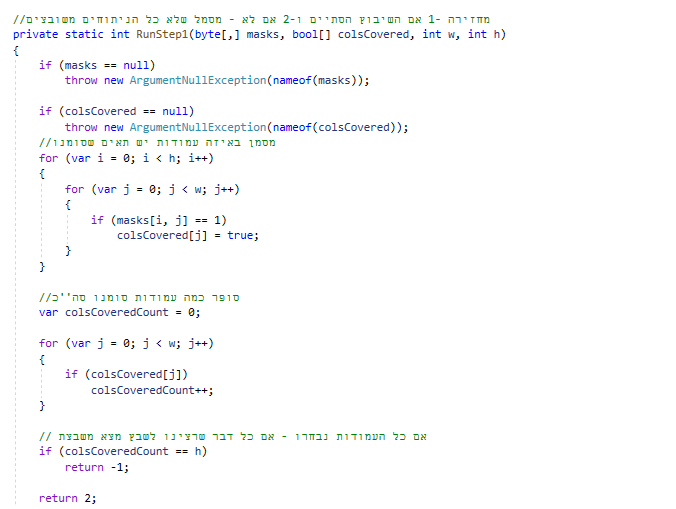 //מחזירה -1 אם השיבוץ הסתיים ו-2 אם לא - מסמל שלא כל הניתוחים משובצים
private static int RunStep1(byte[,] masks, bool[] colsCovered, int w, int h)
{
if (masks == null)
throw new ArgumentNullException(nameof(masks));
if (colsCovered == null)
throw new ArgumentNullException(nameof(colsCovered));
//מסמן באיזה עמודות יש תאים שסומנו
for (var i = 0; i < h; i++)
{
for (var j = 0; j < w; j++)
{
if (masks[i, j] == 1)
colsCovered[j] = true;
}
}
//סופר כמה עמודות סומנו סה''כ
var colsCoveredCount = 0;
for (var j = 0; j < w; j++)
{
if (colsCovered[j])
colsCoveredCount++;
}
// אם כל העמודות נבחרו - אם כל דבר שרצינו לשבץ מצא משבצת
if (colsCoveredCount == h)
return -1;
return 2;